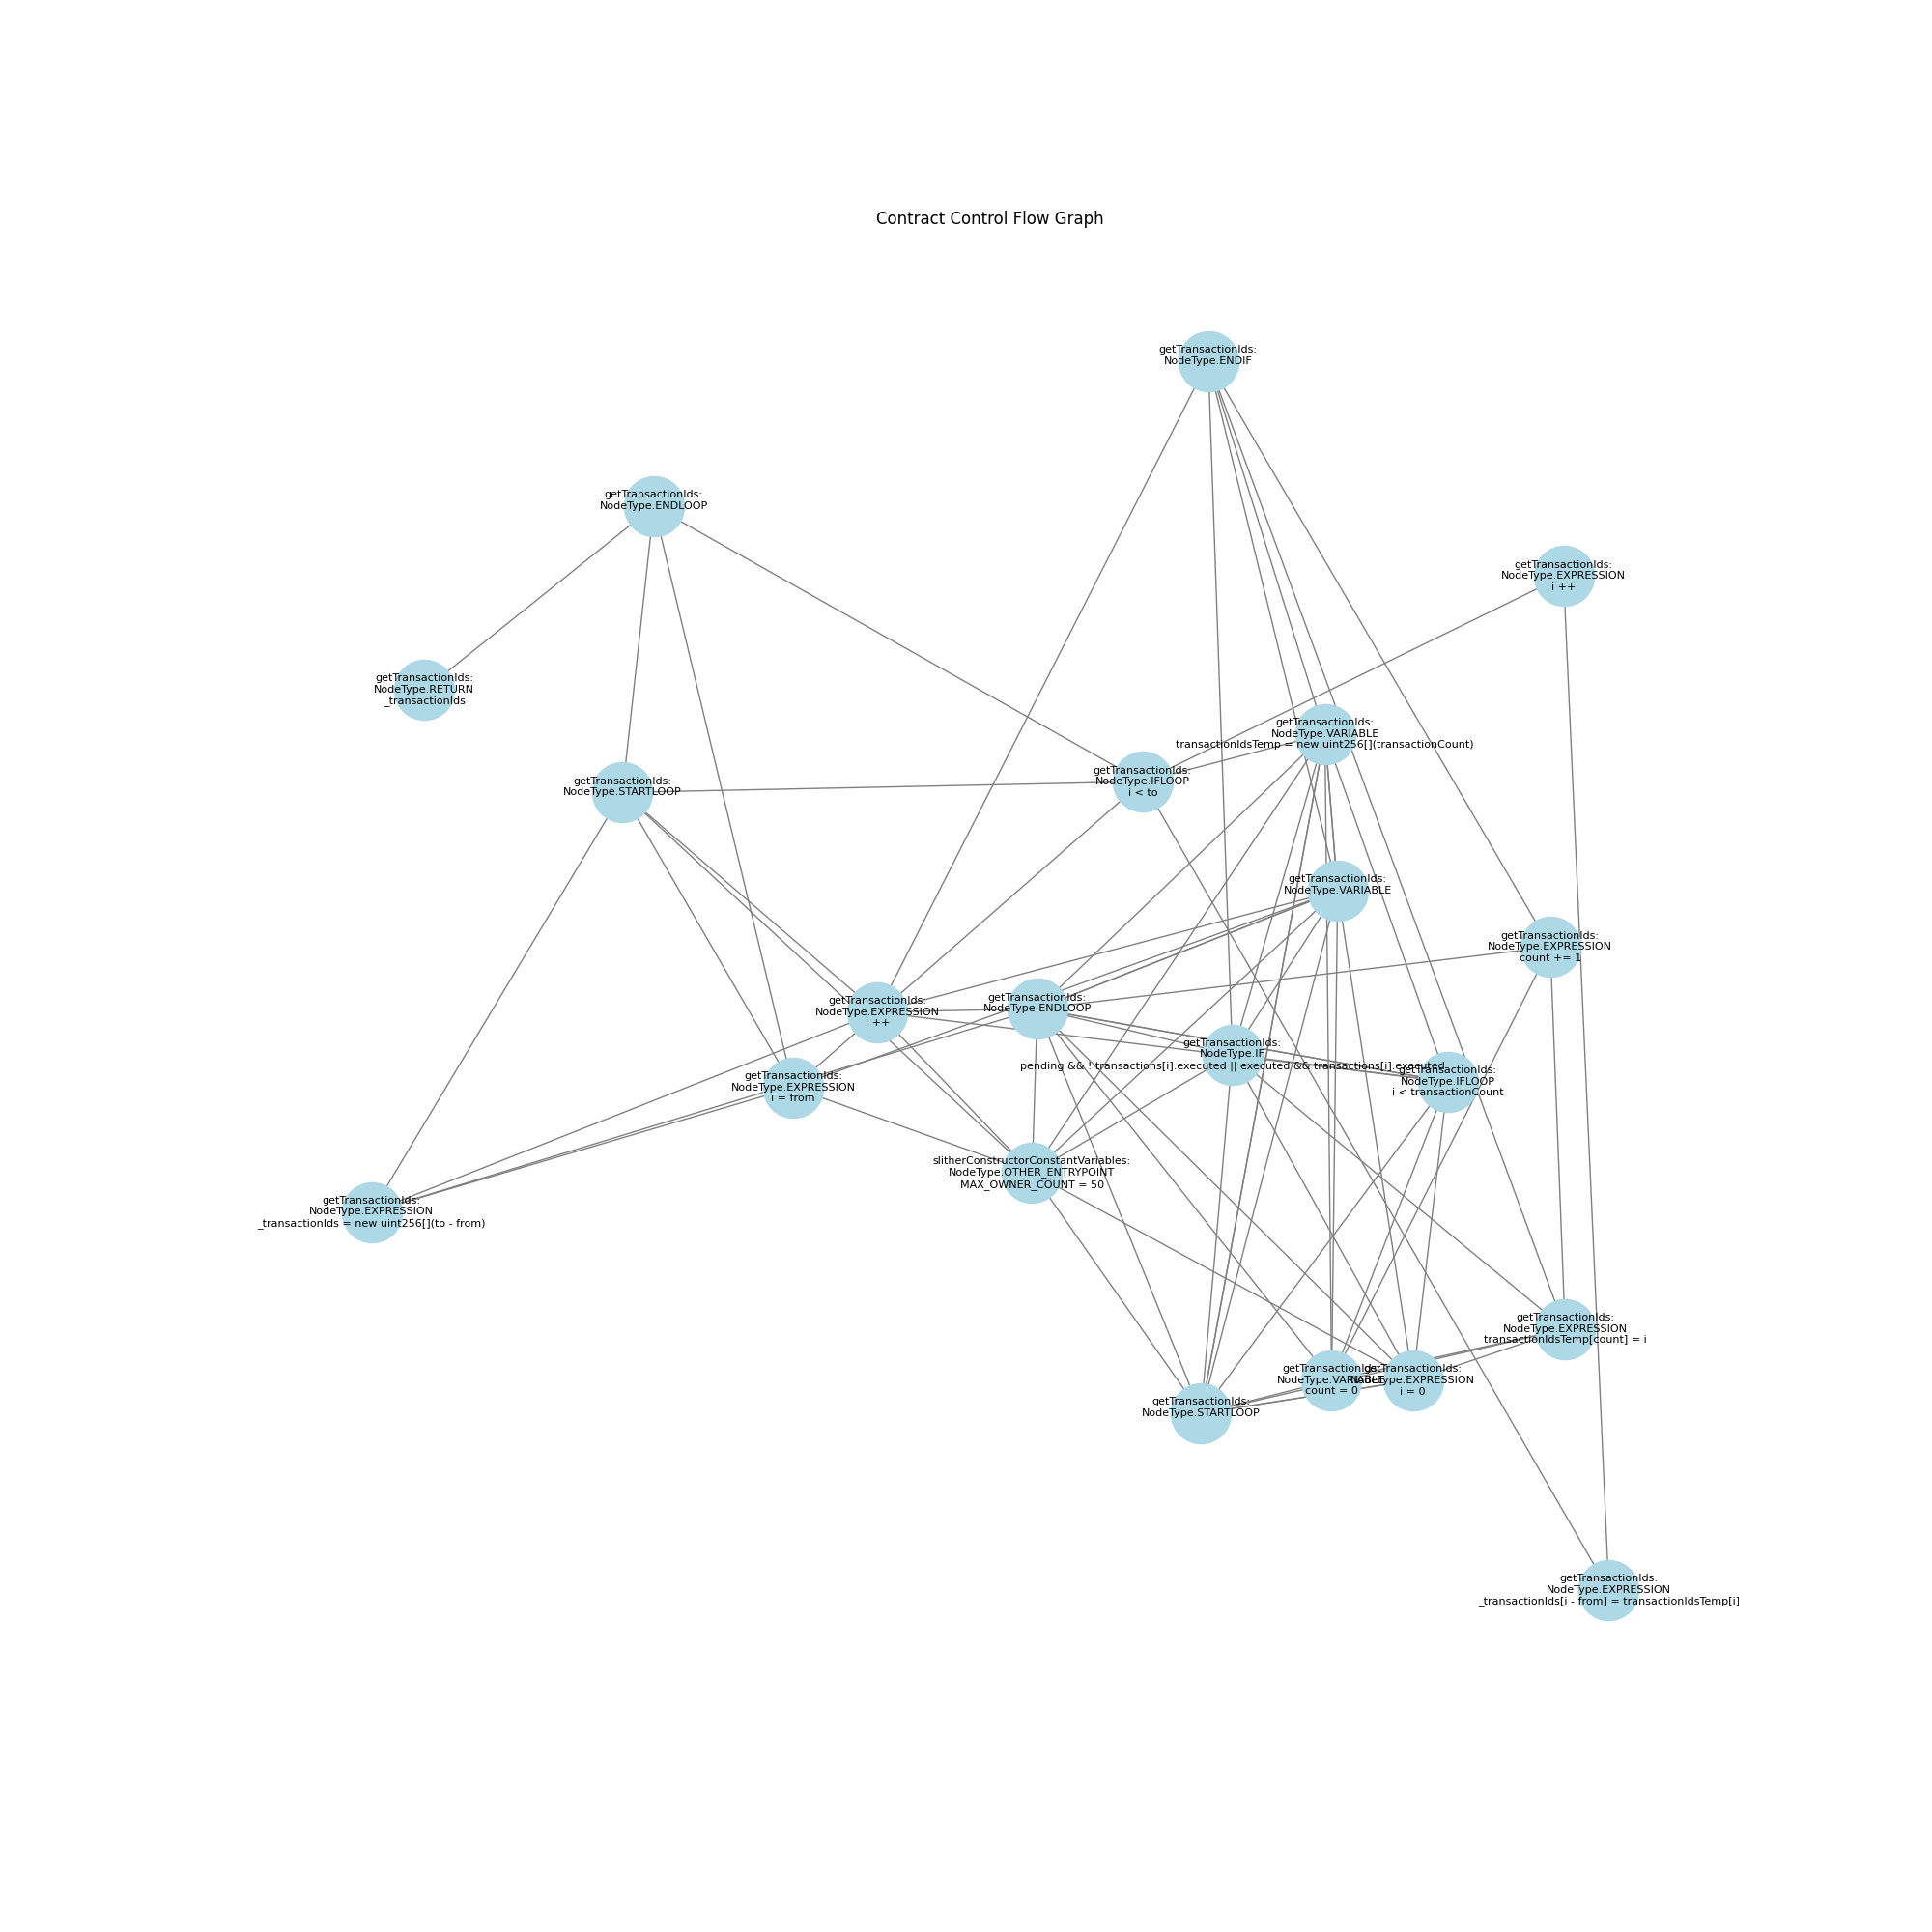 Contract Control Flow Graph
getTransactionIds:
NodeType.ENDIF
getTransactionIds:
NodeType.ENDLOOP
getTransactionIds:
NodeType.EXPRESSION
i ++
getTransactionIds:
NodeType.RETURN
_transactionIds
getTransactionIds:
NodeType.VARIABLE
transactionIdsTemp = new uint256[](transactionCount)
getTransactionIds:
NodeType.IFLOOP
i < to
getTransactionIds:
NodeType.STARTLOOP
getTransactionIds:
NodeType.VARIABLE
getTransactionIds:
NodeType.EXPRESSION
count += 1
getTransactionIds:
NodeType.EXPRESSION
i ++
getTransactionIds:
NodeType.ENDLOOP
getTransactionIds:
NodeType.IF
pending && ! transactions[i].executed || executed && transactions[i].executed
getTransactionIds:
NodeType.IFLOOP
i < transactionCount
getTransactionIds:
NodeType.EXPRESSION
i = from
slitherConstructorConstantVariables:
NodeType.OTHER_ENTRYPOINT
MAX_OWNER_COUNT = 50
getTransactionIds:
NodeType.EXPRESSION
_transactionIds = new uint256[](to - from)
getTransactionIds:
NodeType.EXPRESSION
transactionIdsTemp[count] = i
getTransactionIds:
NodeType.VARIABLE
count = 0
getTransactionIds:
NodeType.EXPRESSION
i = 0
getTransactionIds:
NodeType.STARTLOOP
getTransactionIds:
NodeType.EXPRESSION
_transactionIds[i - from] = transactionIdsTemp[i]